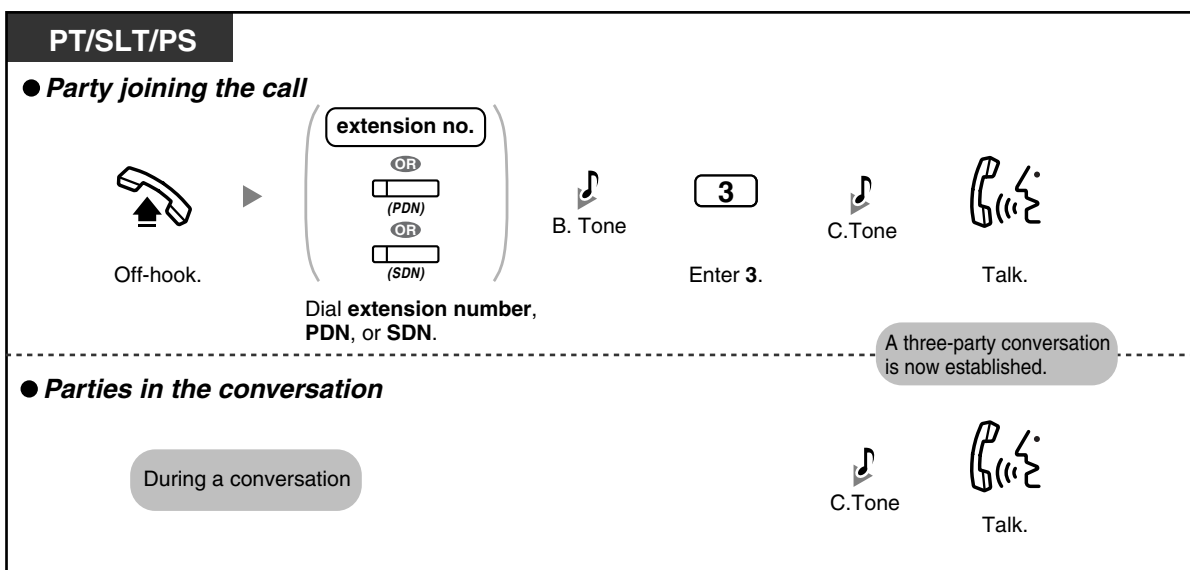 PT/SLT/PS
Party joining the call
extension no.
OR
(PDN)
OR
(SDN)
B. Tone
3
C.Tone
Off-hook.
Enter 3.
Talk.
Dial extension number,
PDN, or SDN.
A three-party conversation
is now established.
Parties in the conversation
During a conversation
C.Tone
Talk.